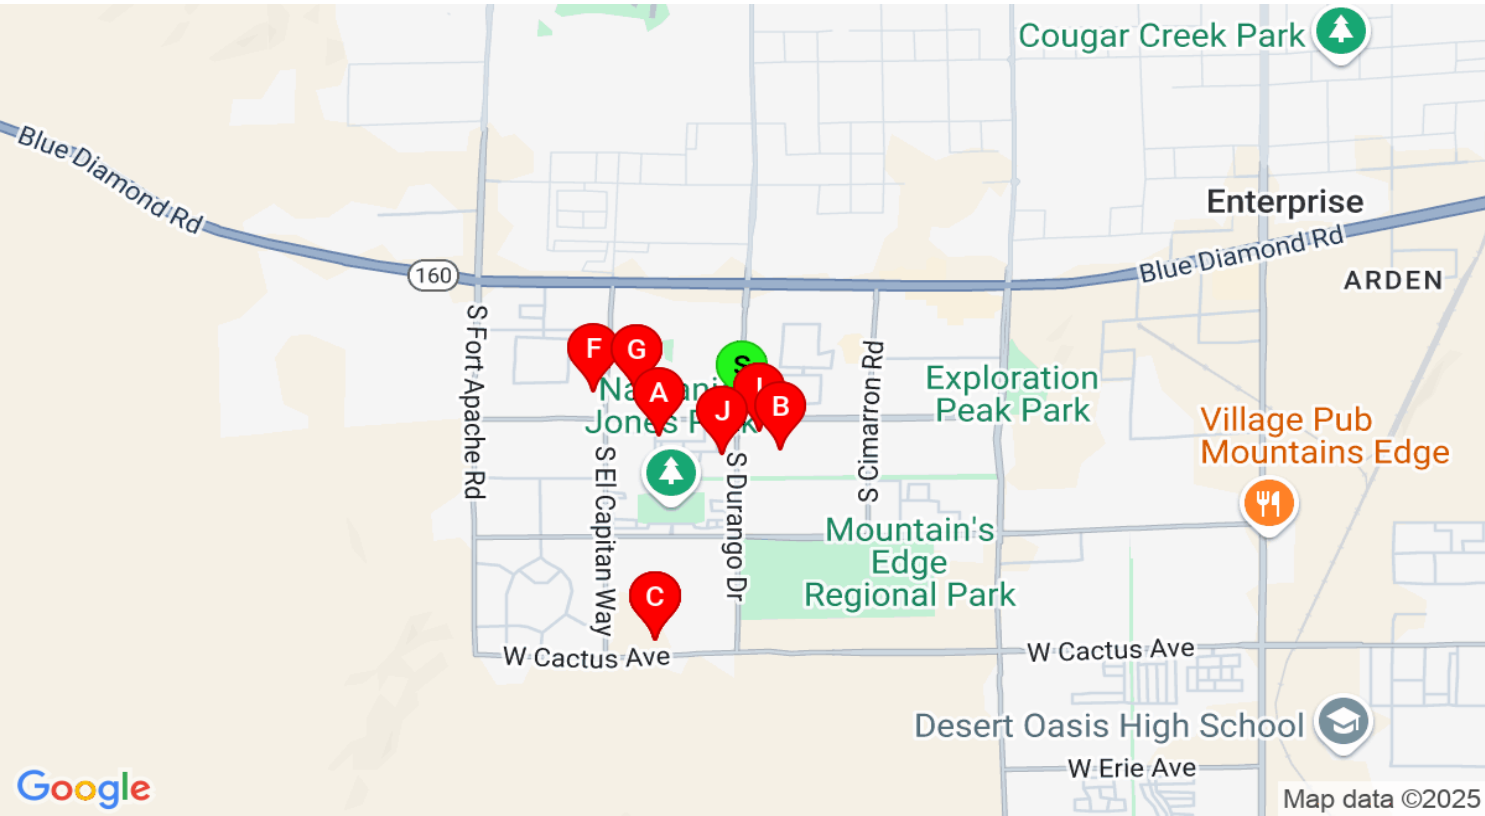 Cougar Creek Park
Blue Diamond Rd
Enterprise
Blue Diamond Rd
160
ARDEN
S Fort Apache Rd
F
G
S
A
J
B
Jones
S Cimarron Rd
Exploration
Peak Park
Village Pub
Mountains Edge
S El Capitan Way
S Durango Dr
Mountain's
Edge
Regional Park
C
W Cactus Ave
W Cactus Ave
Desert Oasis High School
W Erie Ave
Google
Map data ©2025